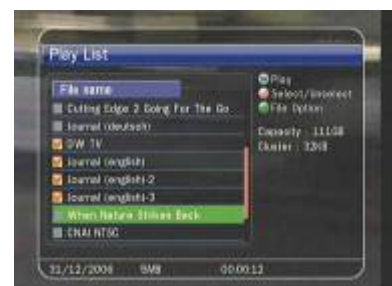 Play List
File name
Play
Select/Unselect
File Option
Cutting Edge 2 Going For The Go
Journal (deutsch)
DW TV
Journal (english)
Journal (english)-2
Journal (english)-3
When Nature Strikes Back
CNAI NTSC
Capacity : 111GB
Cluster : 32KB
31/12/2006
00:00:12